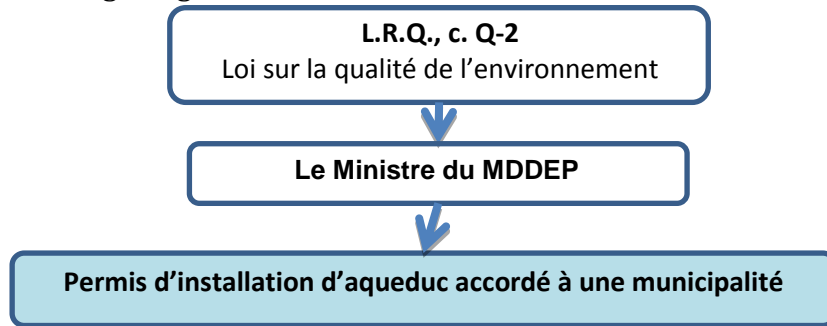 L.R.Q., c. Q-2
Loi sur la qualité de l’environnement
Le Ministre du MDDEP
Permis d’installation d’aqueduc accordé à une municipalité